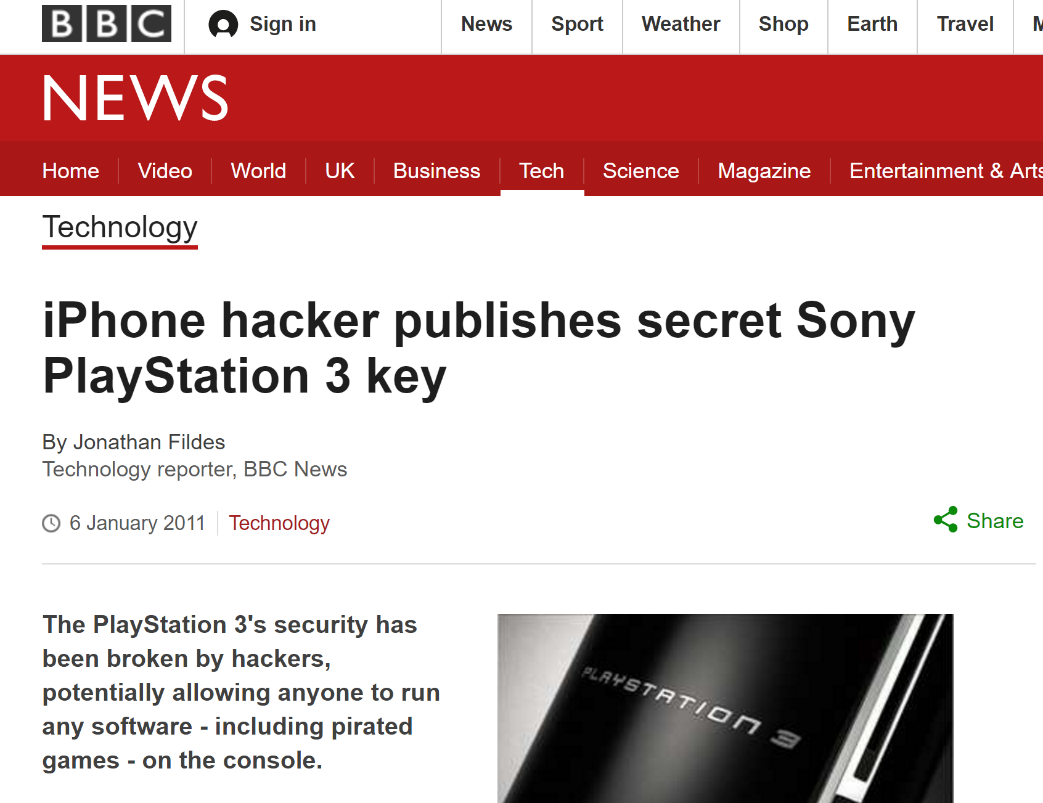 BBC Sign in News Sport Weather Shop Earth Travel
NEWS
Home Video World UK Business Tech Science Magazine Entertainment & Arts
Technology
iPhone hacker publishes secret Sony
PlayStation 3 key
By Jonathan Fildes
Technology reporter, BBC News
6 January 2011 Technology
Share
The PlayStation 3's security has
been broken by hackers,
potentially allowing anyone to run
any software - including pirated
games - on the console.
PLAYSTATION 3